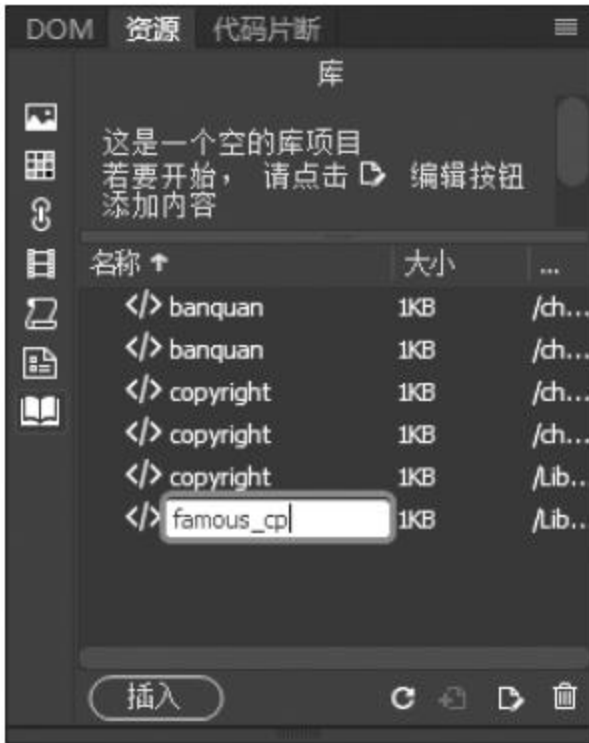 DOM 资源 代码片断
库
这是一个空的库项目
若要开始， 请点击 编辑按钮
添加内容
名称 大小 ...
</> banquan 1KB /ch...
</> banquan 1KB /ch...
</> copyright 1KB /ch...
</> copyright 1KB /ch...
</> copyright 1KB /Lib...
</> famous_cp 1KB /Lib...
插入